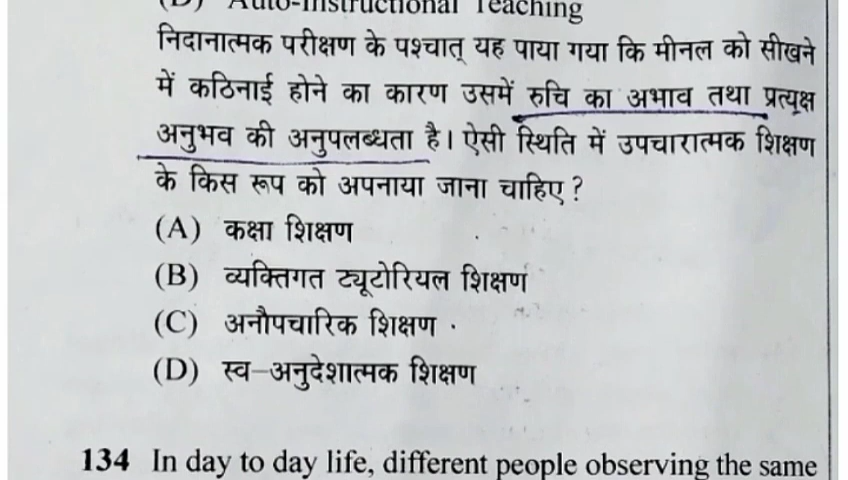 (D) Auto-Instructional Teaching
निदानात्मक परीक्षण के पश्चात् यह पाया गया कि मीनल को सीखने
में कठिनाई होने का कारण उसमें रुचि का अभाव तथा प्रत्यक्ष
अनुभव की अनुपलब्धता है। ऐसी स्थिति में उपचारात्मक शिक्षण
के किस रूप को अपनाया जाना चाहिए ?
(A) कक्षा शिक्षण
(B) व्यक्तिगत ट्यूटोरियल शिक्षण
(C) अनौपचारिक शिक्षण
(D) स्व-अनुदेशात्मक शिक्षण
134 In day to day life, different people observing the same